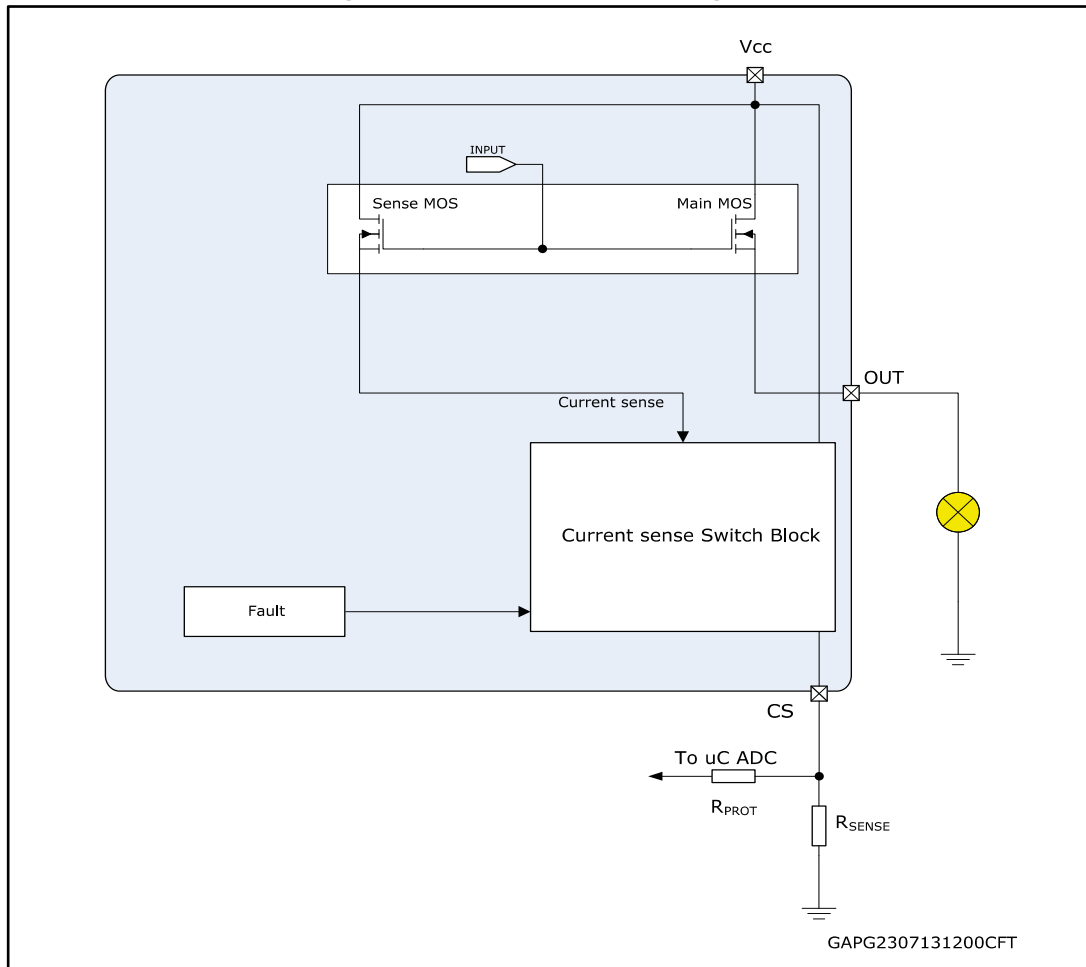 Vcc
INPUT
Sense MOS
Main MOS
OUT
Current sense
Current sense Switch Block
Fault
CS
To uC ADC
RPROT
RSENSE
GAPG2307131200CFT